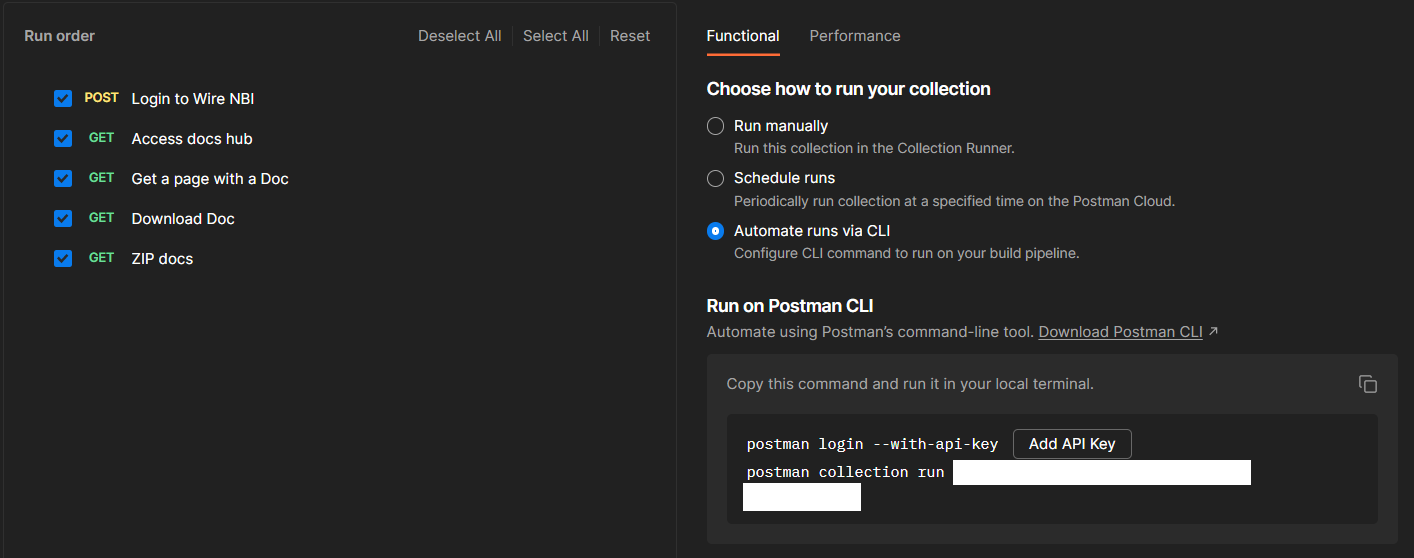 Run order
Deselect All
Select All
Reset
POST Login to Wire NBI
GET Access docs hub
GET Get a page with a Doc
GET Download Doc
GET ZIP docs
Functional
Performance
Choose how to run your collection
Run manually
Run this collection in the Collection Runner.
Schedule runs
Periodically run collection at a specified time on the Postman Cloud.
Automate runs via CLI
Configure CLI command to run on your build pipeline.
Run on Postman CLI
Automate using Postman’s command-line tool. Download Postman CLI ↗
Copy this command and run it in your local terminal.
postman login --with-api-key Add API Key
postman collection run